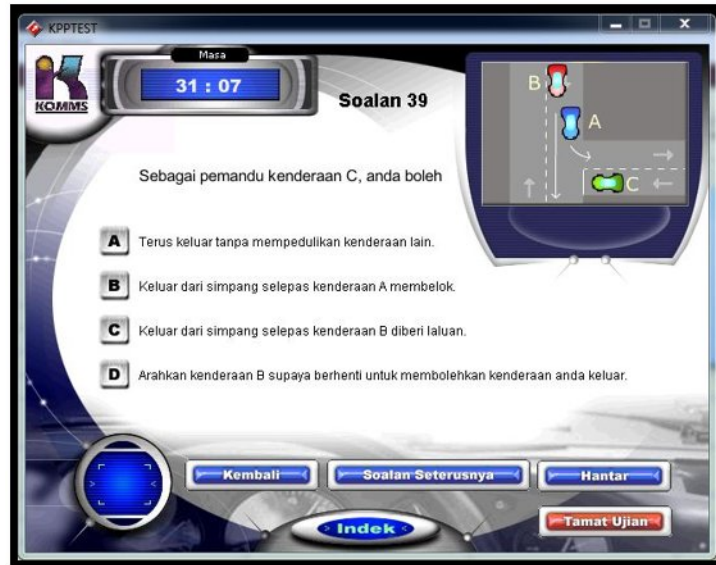 KPPTEST
KOMMS
Masa
31 : 07
Soalan 39
B
A
C
Sebagai pemandu kenderaan C, anda boleh
A Terus keluar tanpa mempedulikan kenderaan lain.
B Keluar dari simpang selepas kenderaan A membelok.
C Keluar dari simpang selepas kenderaan B diberi laluan.
D Arahkan kenderaan B supaya berhenti untuk membolehkan kenderaan anda keluar.
Kembali
Soalan Seterusnya
Hantar
Indek
Tamat Ujian